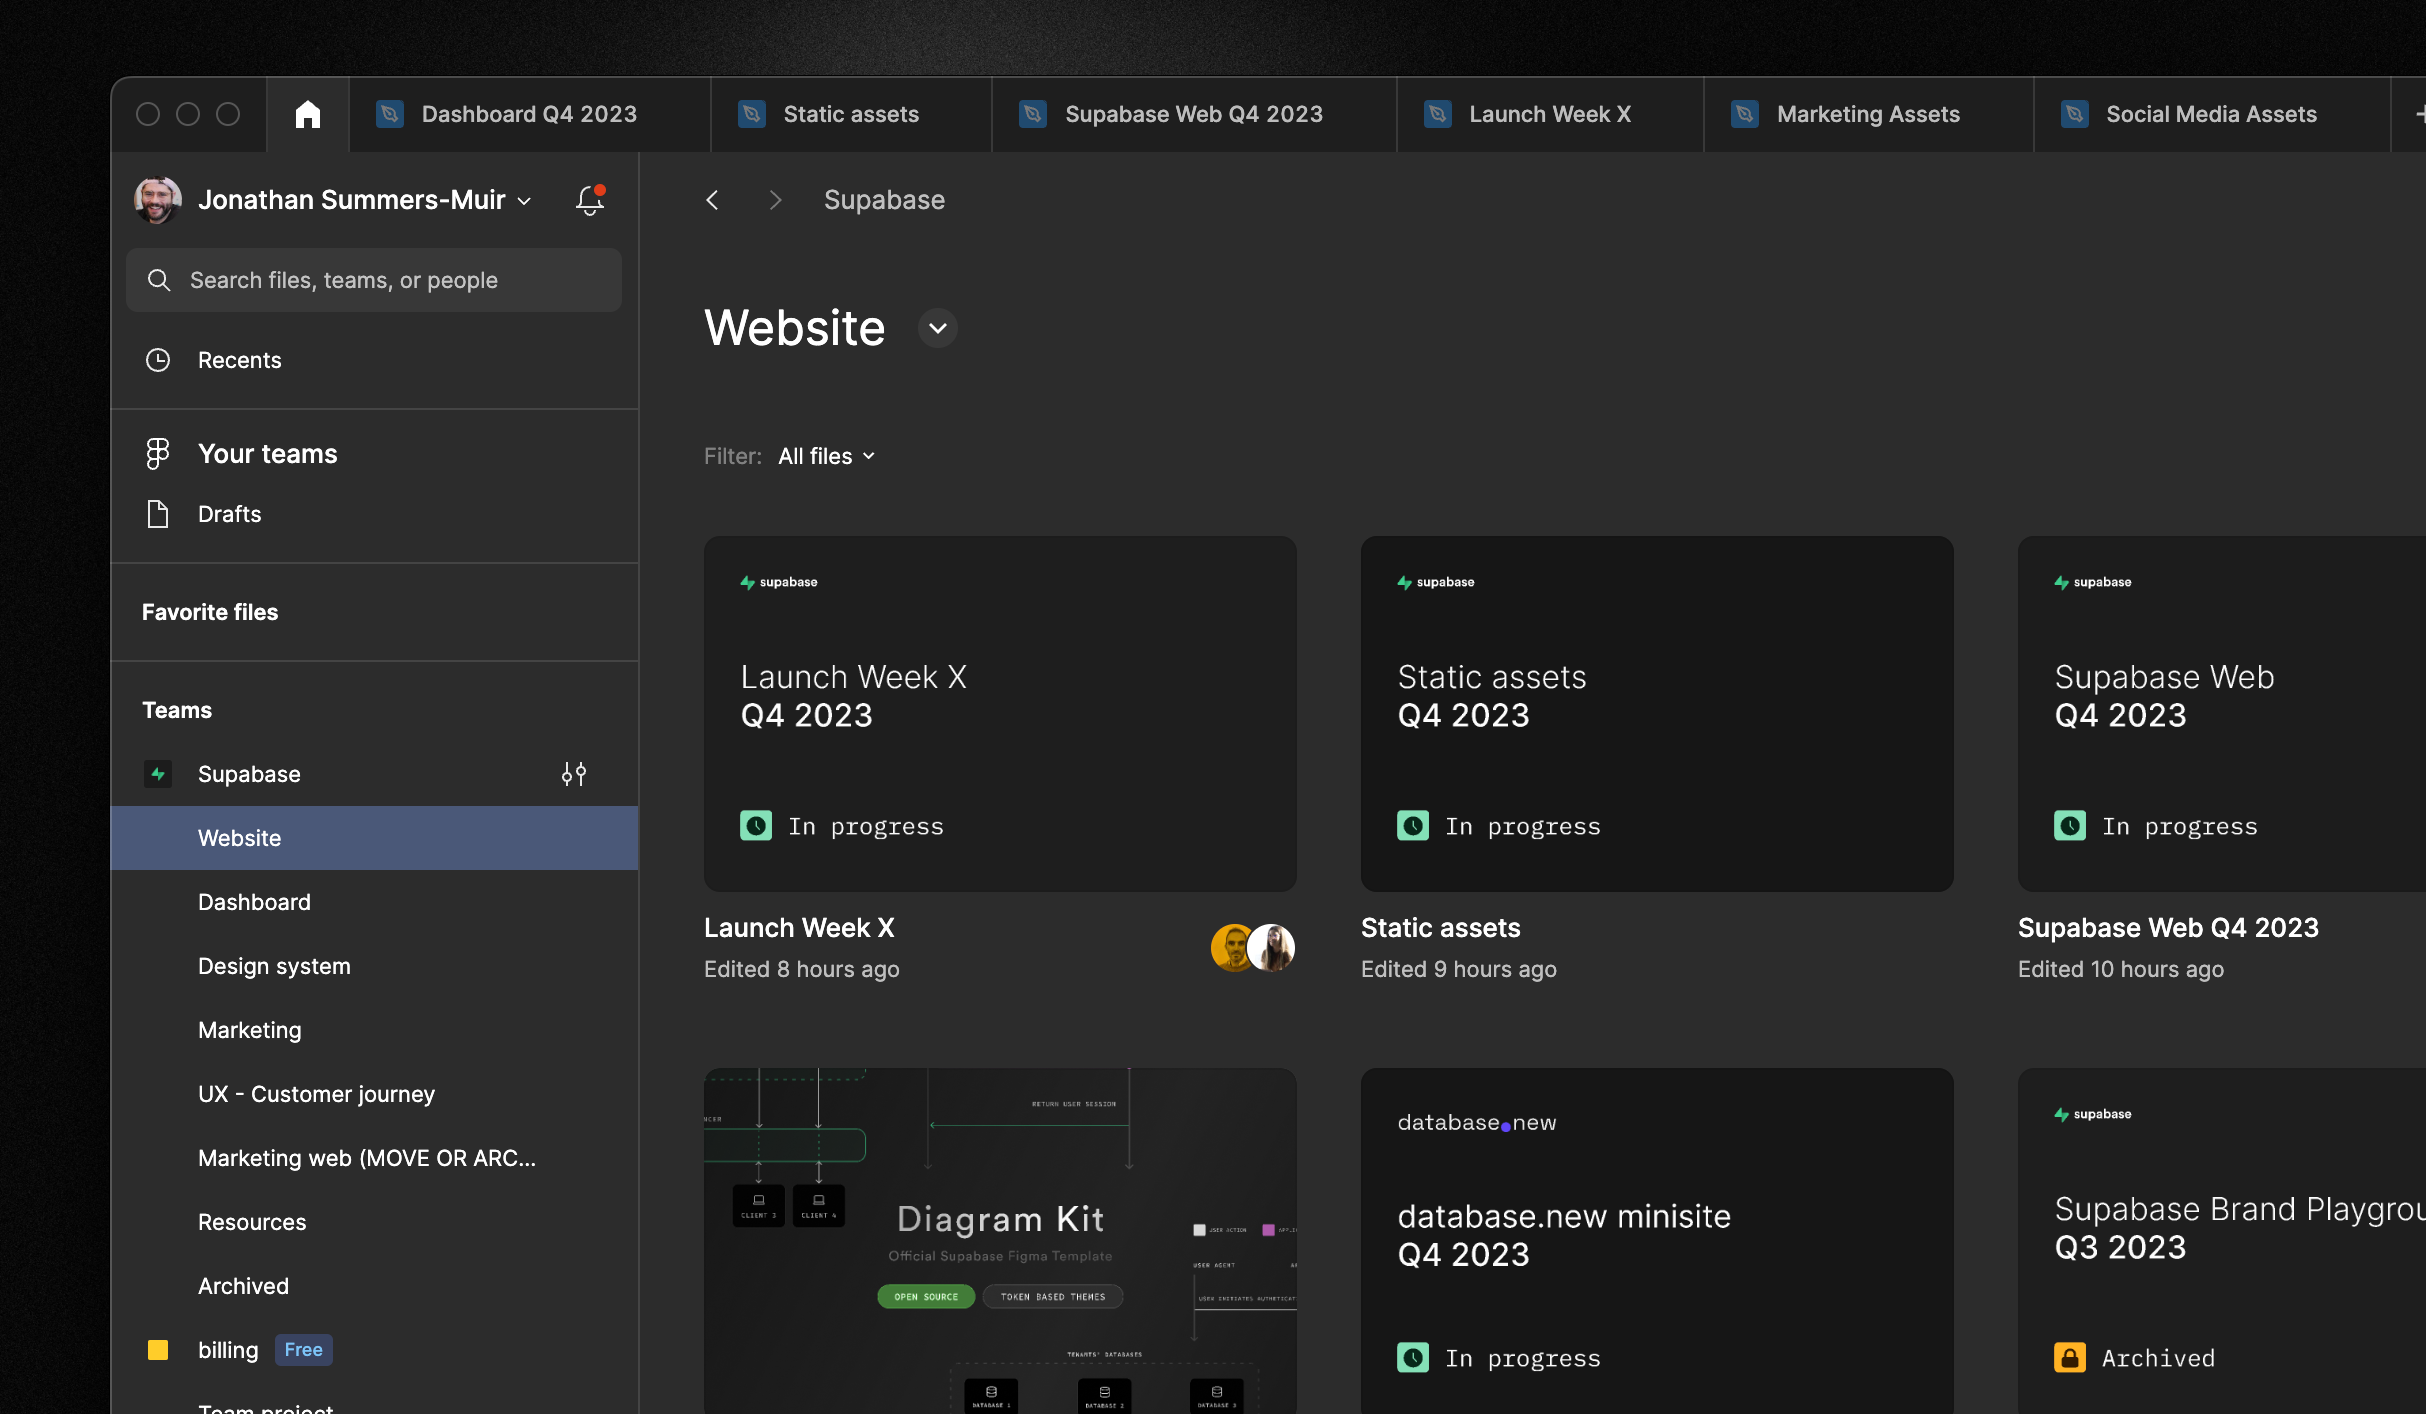 Dashboard Q4 2023
Static assets
Supabase Web Q4 2023
Launch Week X
Marketing Assets
Social Media Assets
Jonathan Summers-Muir
Supabase
Search files, teams, or people
Recents
Your teams
Drafts
Favorite files
Teams
Supabase
Website
Dashboard
Design system
Marketing
UX - Customer journey
Marketing web (MOVE OR ARC...
Resources
Archived
billing Free
Team project
Website
Filter: All files
supabase
Launch Week X
Q4 2023
In progress
Launch Week X
Edited 8 hours ago
supabase
Static assets
Q4 2023
In progress
Static assets
Edited 9 hours ago
supabase
Supabase Web
Q4 2023
In progress
Supabase Web Q4 2023
Edited 10 hours ago
RETURN USER SESSION
CLIENT 3
CLIENT 4
Diagram Kit
Official Supabase Figma Template
OPEN SOURCE
TOKEN BASED THEMES
USER ACTION
USER AGENT
TENANTS' DATABASES
DATABASE 1
DATABASE 2
DATABASE 3
database.new
database.new minisite
Q4 2023
In progress
supabase
Supabase Brand Playgrou
Q3 2023
Archived